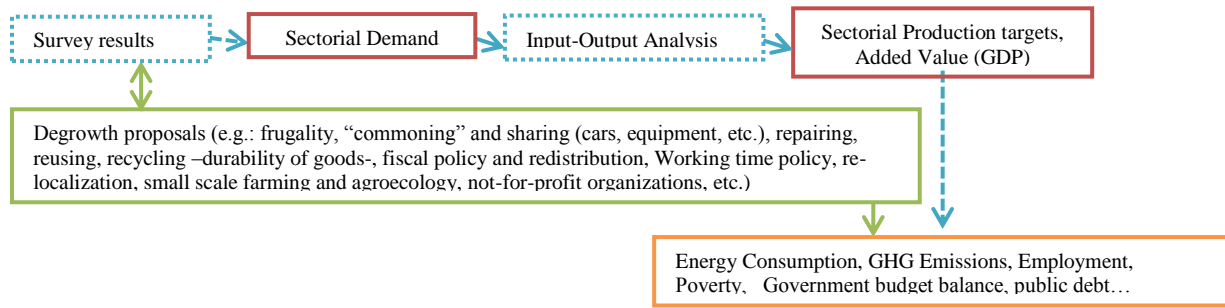 Survey results
Sectorial Demand
Input-Output Analysis
Sectorial Production targets,
Added Value (GDP)
Degrowth proposals (e.g.: frugality, “commoning” and sharing (cars, equipment, etc.), repairing,
reusing, recycling –durability of goods-, fiscal policy and redistribution, Working time policy, re-
localization, small scale farming and agroecology, not-for-profit organizations, etc.)
Energy Consumption, GHG Emissions, Employment,
Poverty, Government budget balance, public debt…